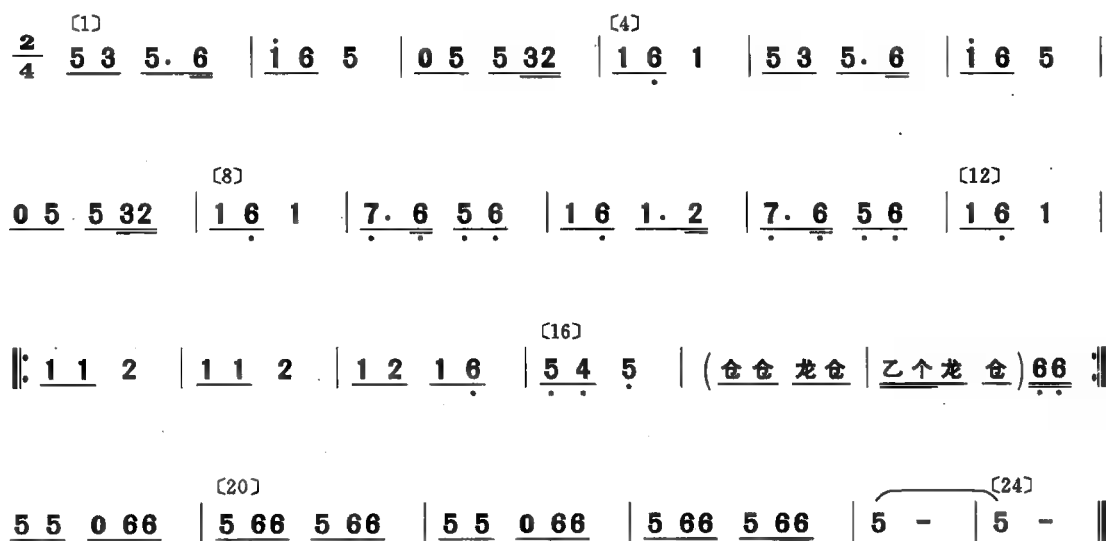 〔1〕 〔4〕
2/4 5 3 5. 6 | i̇ 6 5 | 0 5 5 32 | 1 6̣ 1 | 5 3 5. 6 | i̇ 6 5 |
〔8〕 〔12〕
0 5 5 32 | 1 6̣ 1 | 7̣. 6̣ 5̣ 6̣ | 1 6̣ 1. 2 | 7̣. 6̣ 5̣ 6̣ | 1 6̣ 1 |
〔16〕
‖: 1 1 2 | 1 1 2 | 1 2 1 6̣ | 5̣ 4̣ 5̣ | (仓仓 龙仓 | 乙个龙 仓) 6̣6̣ :‖
〔20〕 〔24〕
5 5 0 66 | 5 66 5 66 | 5 5 0 66 | 5 66 5 66 | 5 - | 5 - ‖